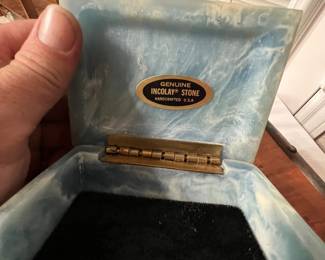 GENUINE
INCOLAY® STONE
HANDCRAFTED U.S.A.